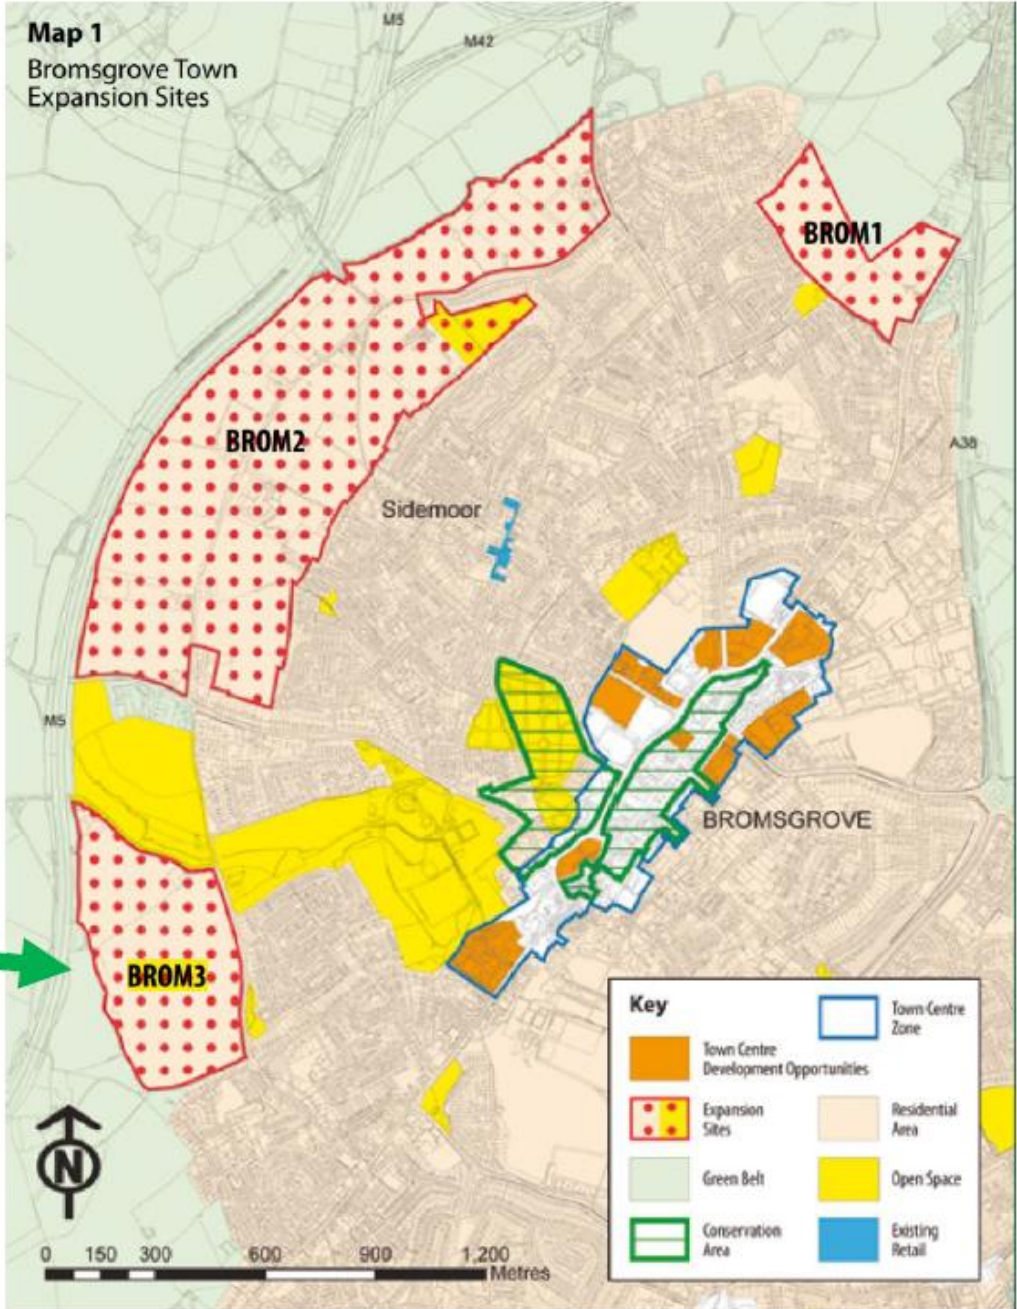 Map 1
Bromsgrove Town
Expansion Sites
M5
M42
BROM1
BROM2
A38
Sidemoor
M5
BROMSGROVE
BROM3
Key
Town Centre
Zone
Town Centre
Development Opportunities
Expansion
Sites
Residential
Area
Green Belt
Open Space
Conservation
Area
Existing
Retail
N
0 150 300 600 900 1,200
Metres